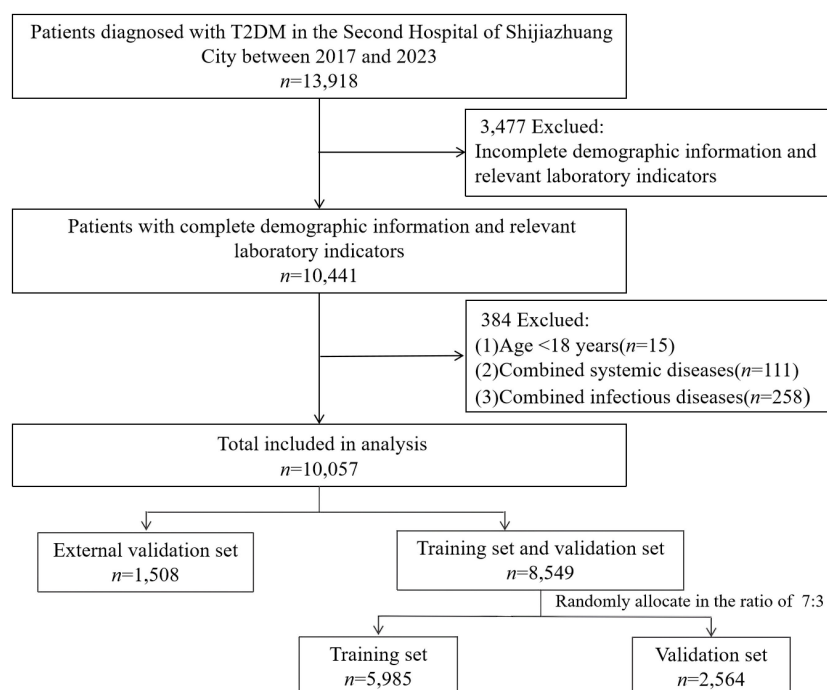 Patients diagnosed with T2DM in the Second Hospital of Shijiazhuang
City between 2017 and 2023
n=13,918
3,477 Exclued:
Incomplete demographic information and
relevant laboratory indicators
Patients with complete demographic information and relevant
laboratory indicators
n=10,441
384 Exclued:
(1)Age <18 years(n=15)
(2)Combined systemic diseases(n=111)
(3)Combined infectious diseases(n=258)
Total included in analysis
n=10,057
External validation set
n=1,508
Training set and validation set
n=8,549
Randomly allocate in the ratio of 7:3
Training set
n=5,985
Validation set
n=2,564